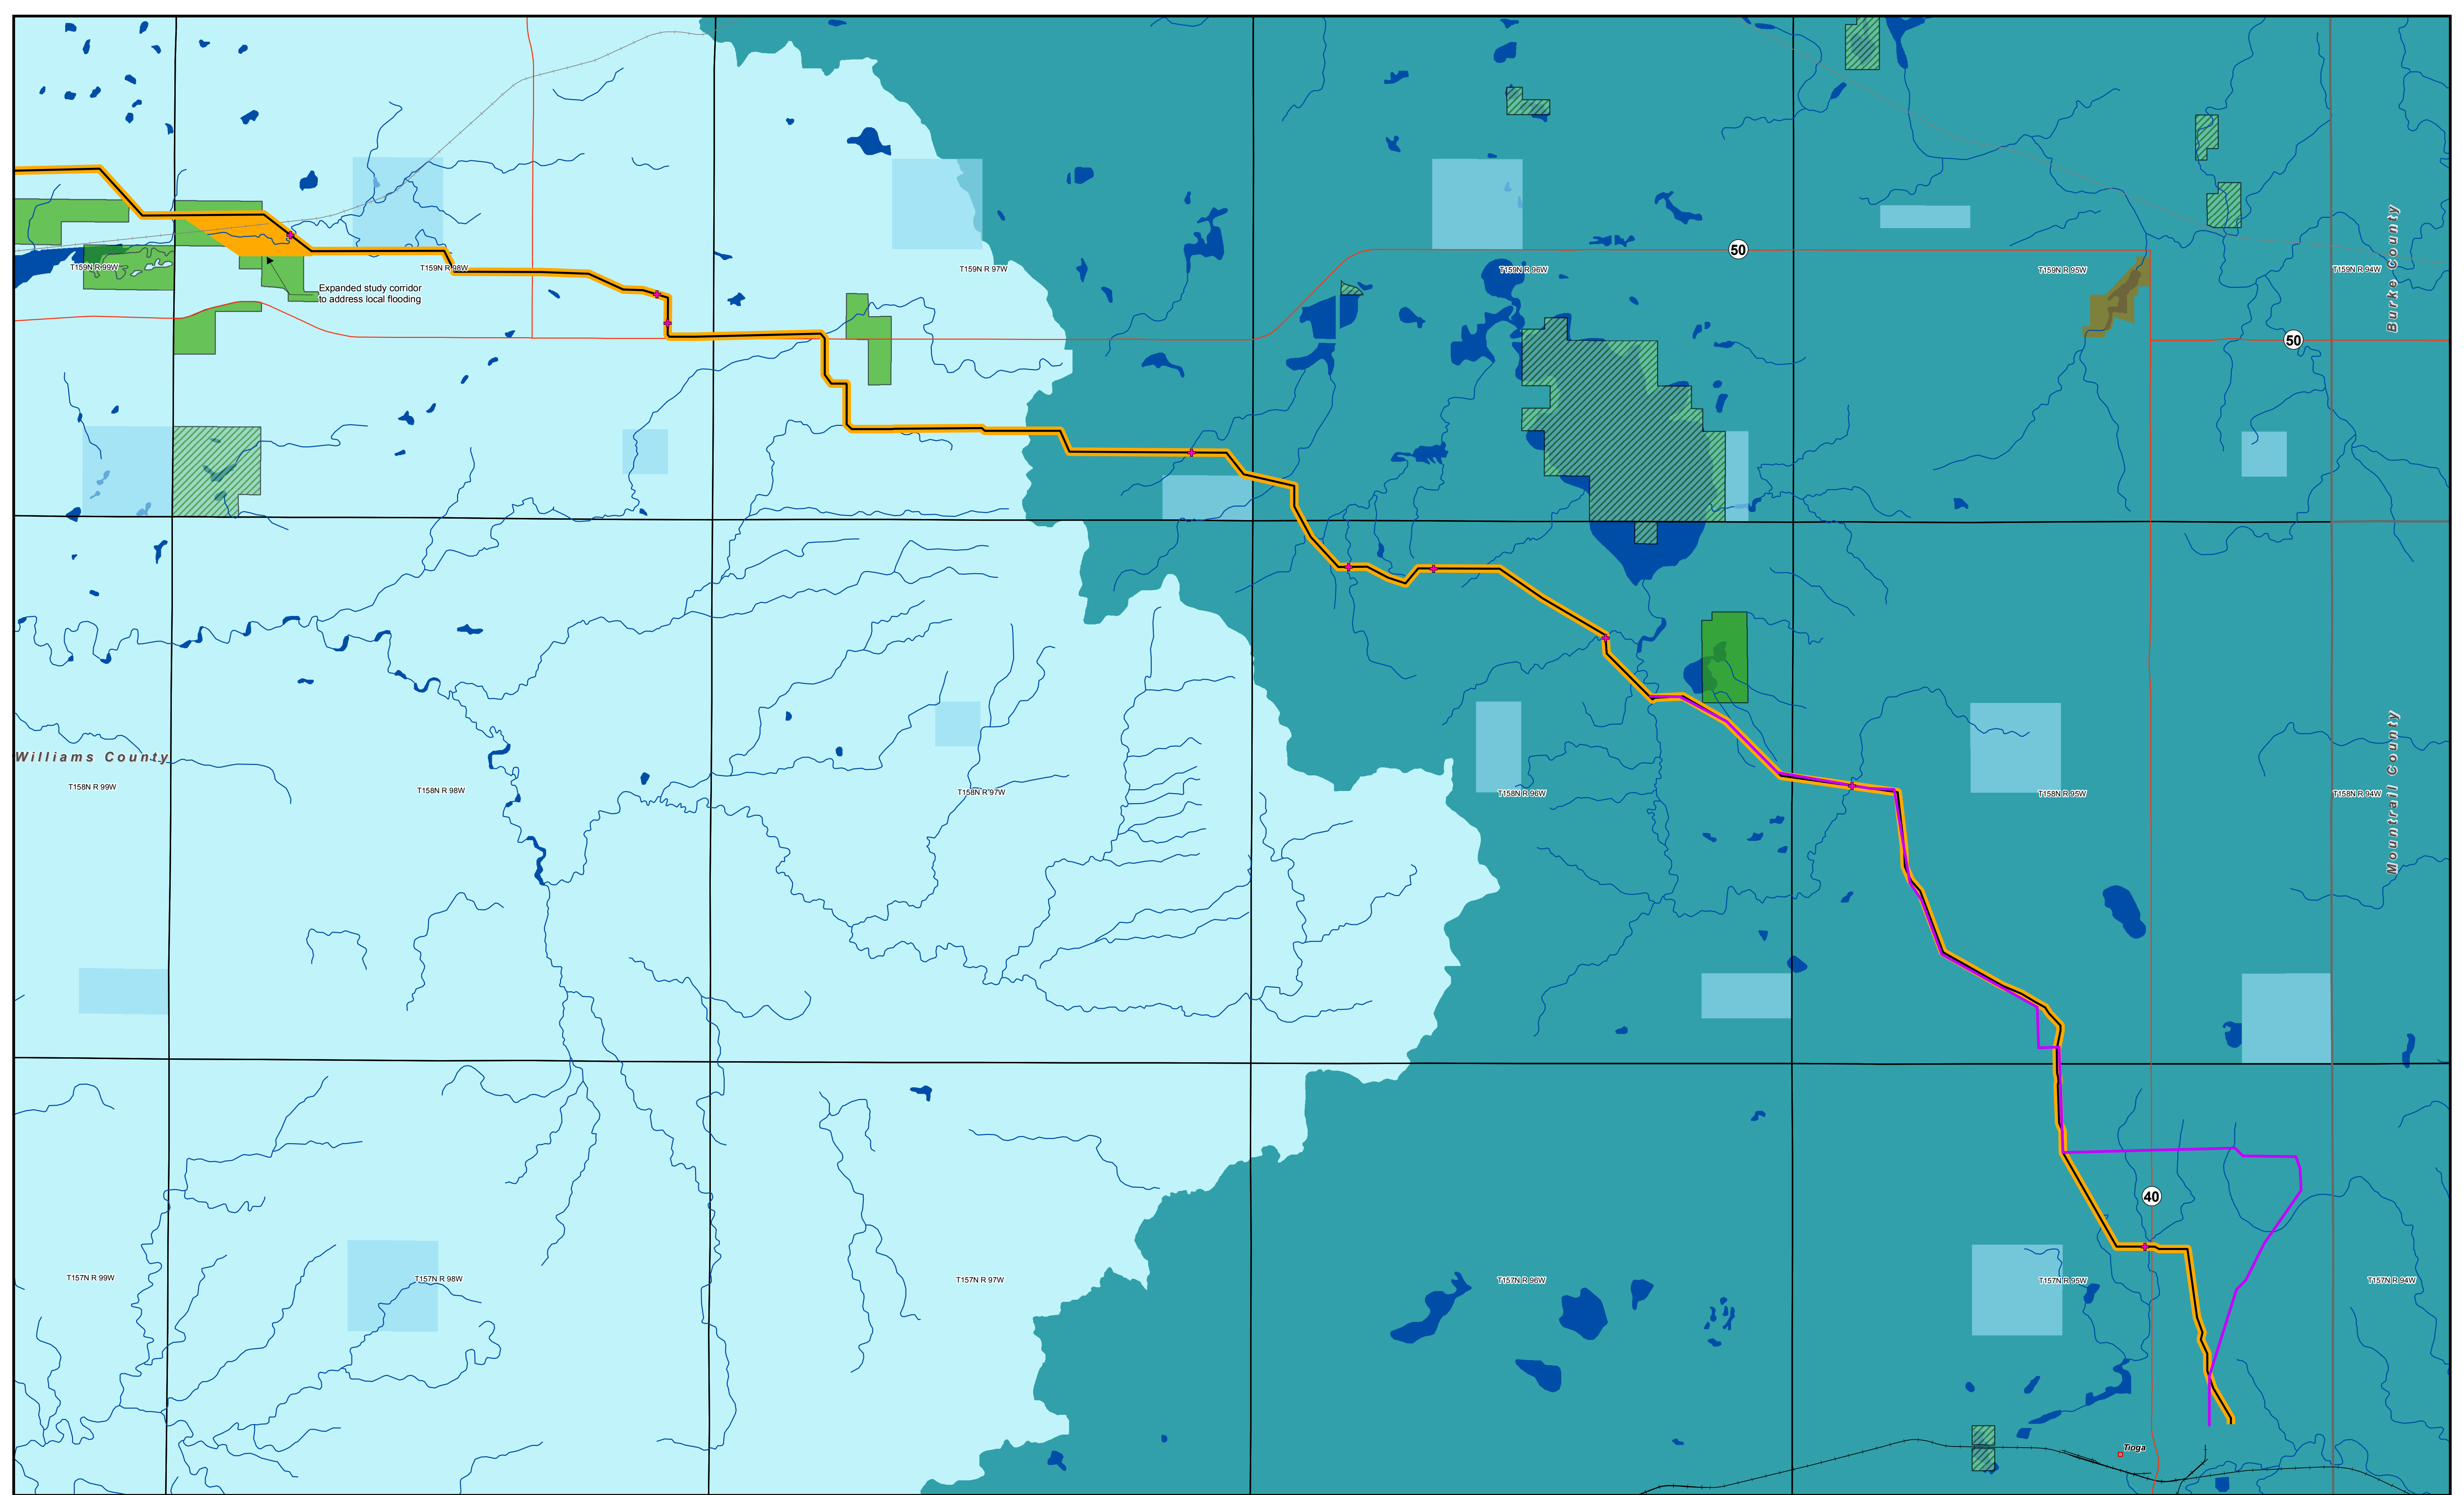 50
T159N R 99W
T159N R 98W
T159N R 97W
T159N R 96W
T159N R 95W
T159N R 94W
Burke County
Expanded study corridor
to address local flooding
50
Williams County
T158N R 99W
T158N R 98W
T158N R 97W
T158N R 96W
T158N R 95W
T158N R 94W
Mountrail County
40
T157N R 99W
T157N R 98W
T157N R 97W
T157N R 96W
T157N R 95W
T157N R 94W
Tioga